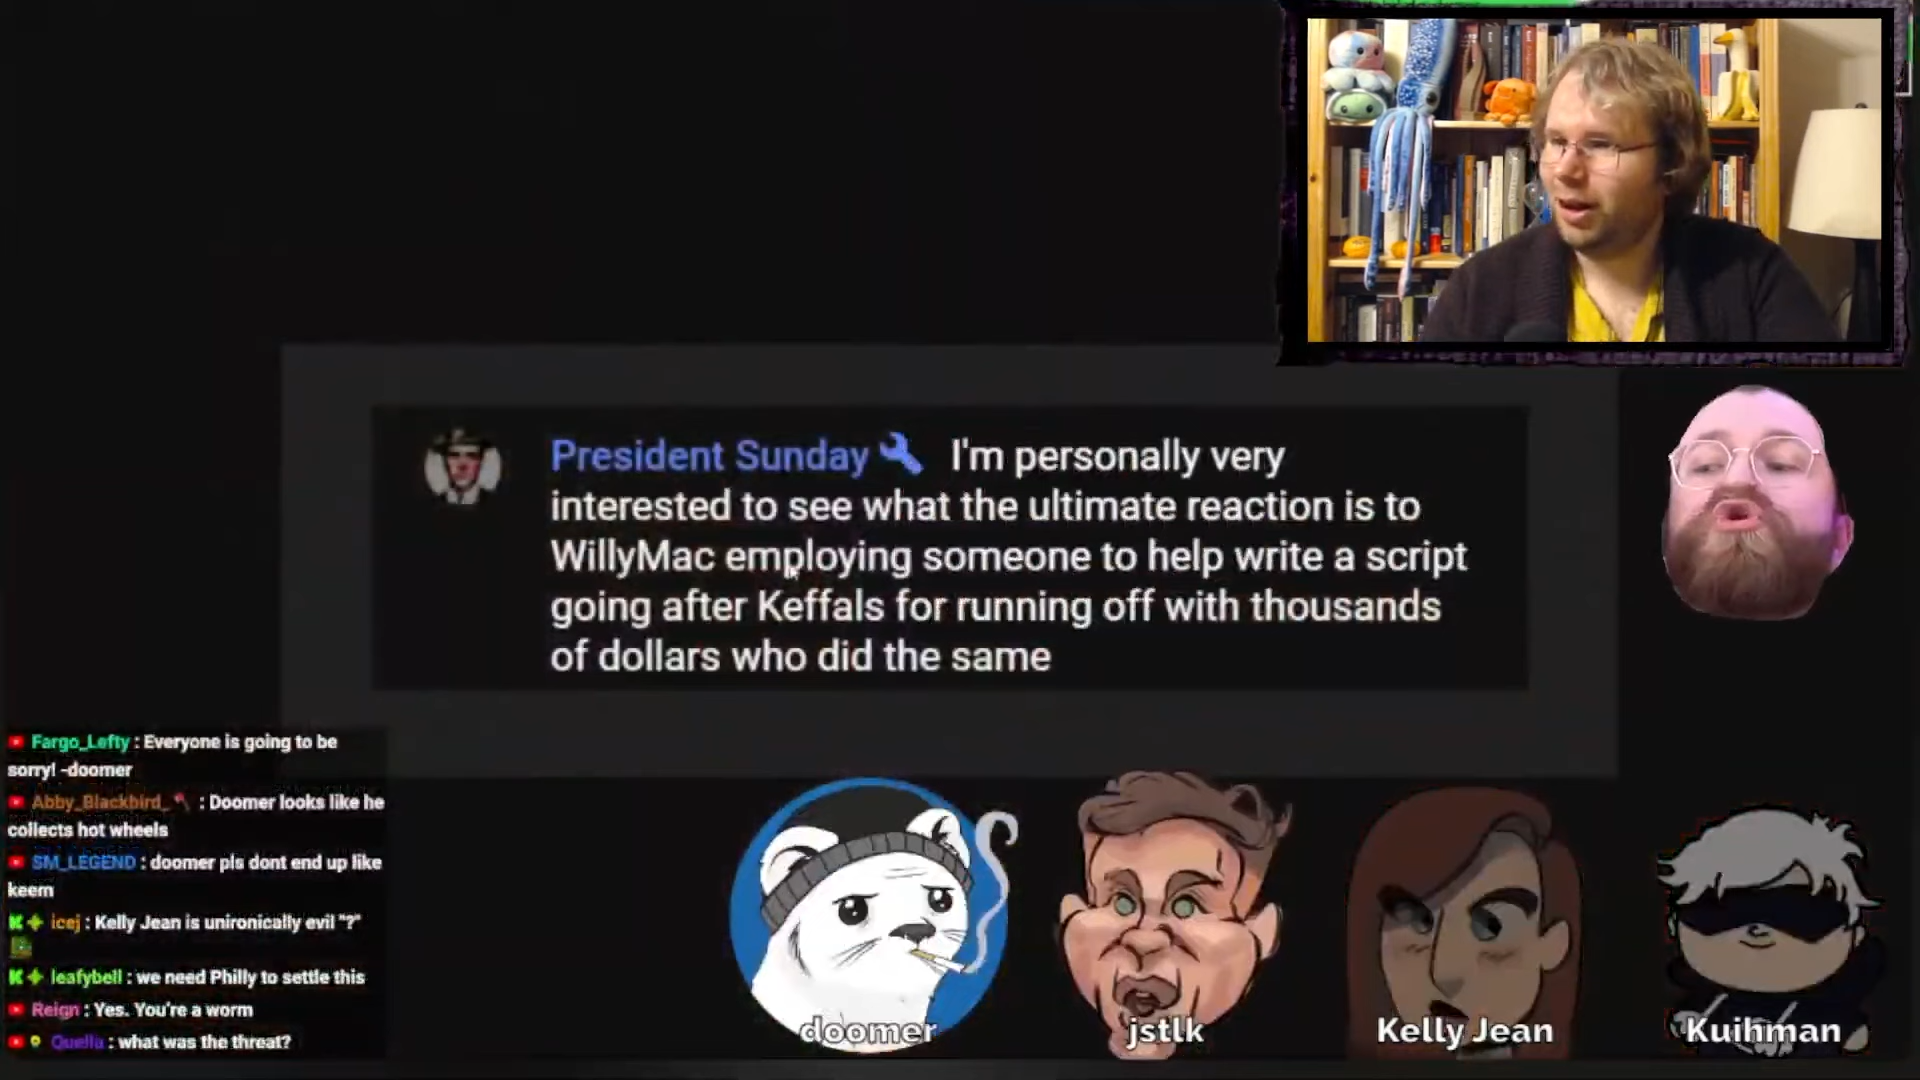 President Sunday I'm personally very
interested to see what the ultimate reaction is to
WillyMac employing someone to help write a script
going after Keffals for running off with thousands
of dollars who did the same
Fargo_Lefty : Everyone is going to be
sorry! -doomer
Abby_Blackbird_ : Doomer looks like he
collects hot wheels
SM_LEGEND : doomer pls dont end up like
keem
icej : Kelly Jean is unironically evil "?"
leafybell : we need Philly to settle this
Reign : Yes. You're a worm
Quella : what was the threat?
doomer
jstlk
Kelly Jean
Kuihman